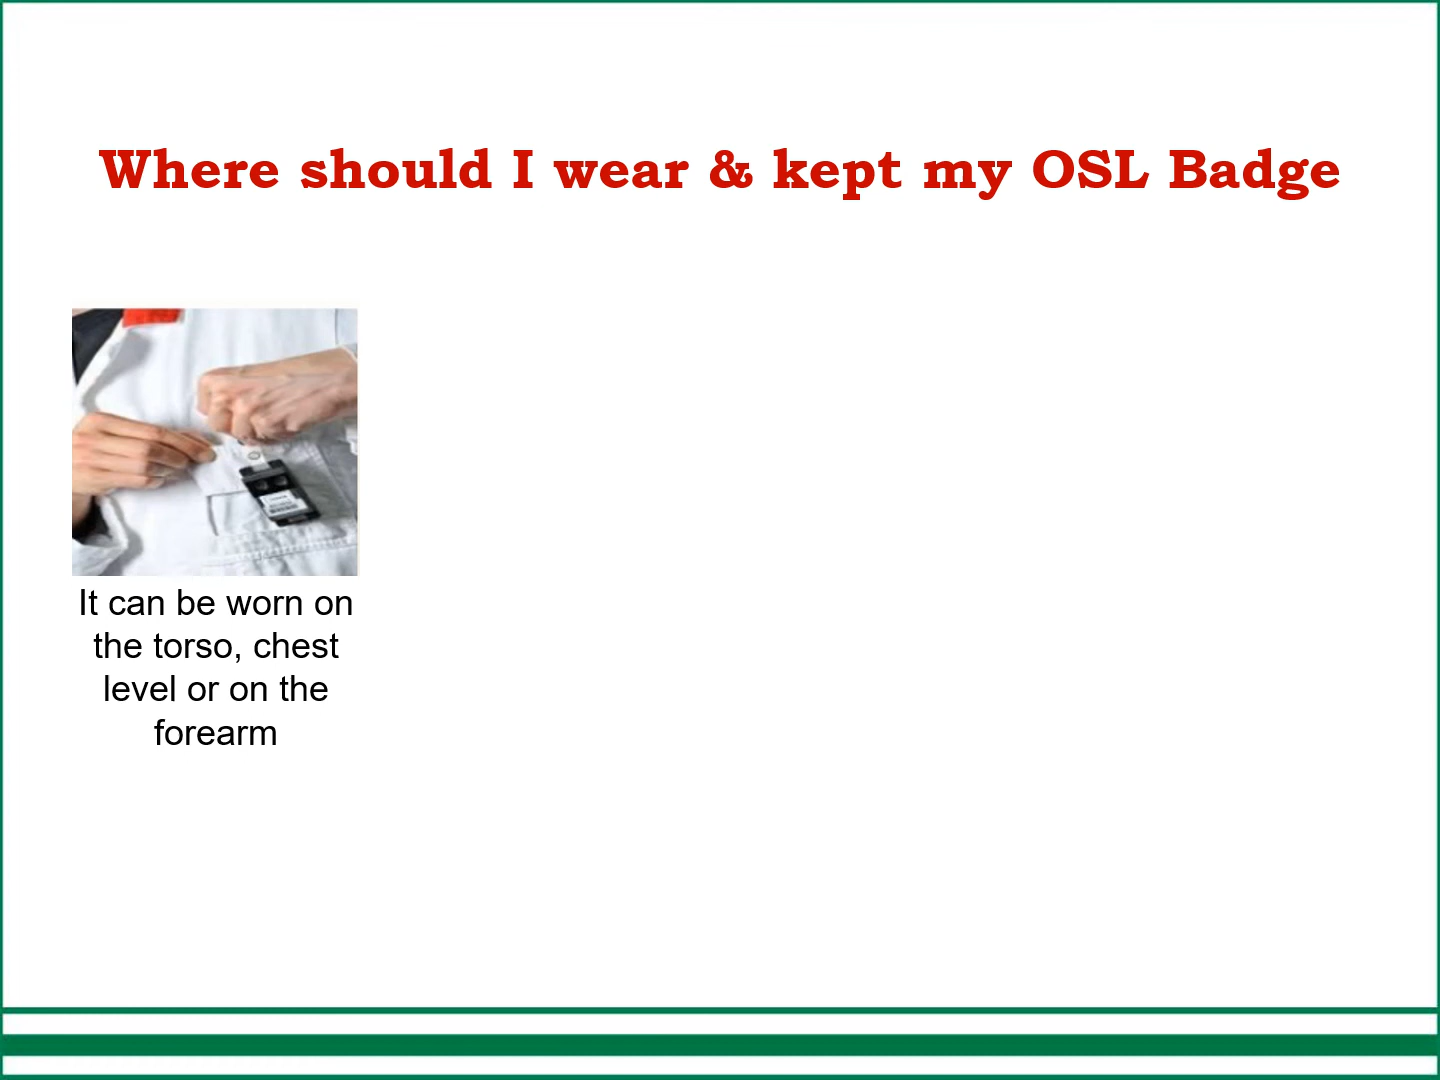 Where should I wear & kept my OSL Badge
It can be worn on
the torso, chest
level or on the
forearm